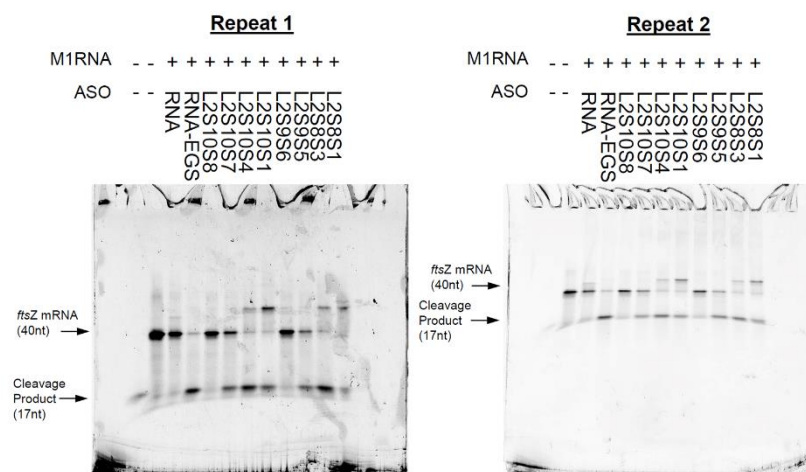 Repeat 1
M1RNA - - + + + + + + + + + +
ASO - - RNA RNA-EGS L2S10S8 L2S10S7 L2S10S4 L2S10S1 L2S9S6 L2S9S5 L2S8S3 L2S8S1
ftsZ mRNA
(40nt)
Cleavage
Product
(17nt)
Repeat 2
M1RNA - - + + + + + + + + + +
ASO - - RNA RNA-EGS L2S10S8 L2S10S7 L2S10S4 L2S10S1 L2S9S6 L2S9S5 L2S8S3 L2S8S1
ftsZ mRNA
(40nt)
Cleavage
Product
(17nt)